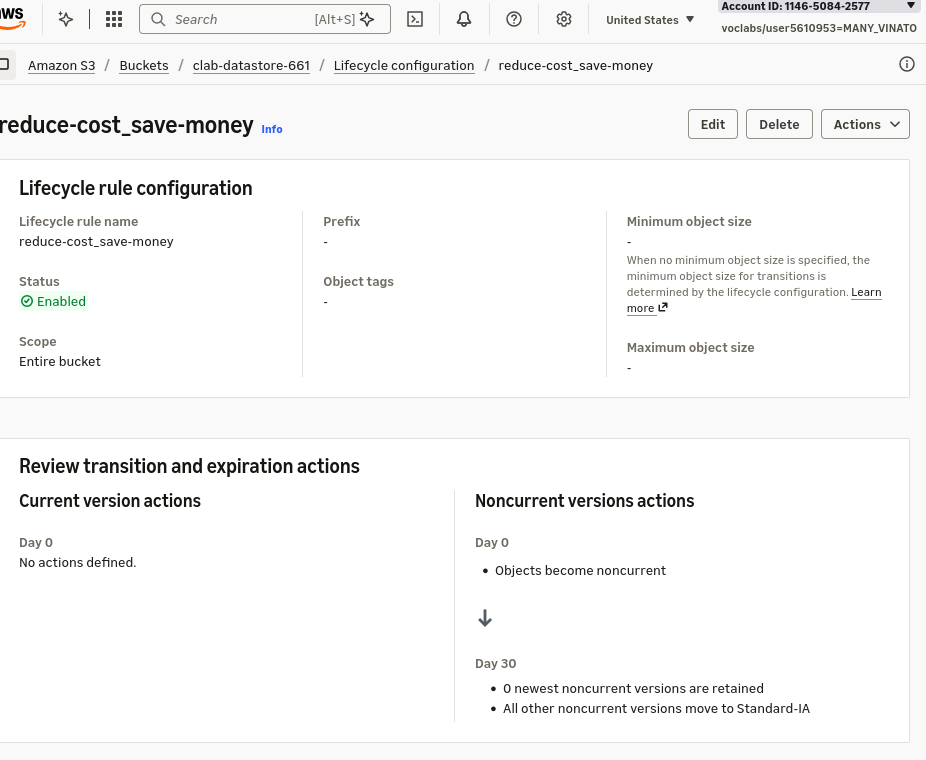 aws
Search [Alt+S] United States ▼ Account ID: 1146-5084-2577 ▼
voclabs/user5610953=MANY_VINATO
Amazon S3 / Buckets / clab-datastore-661 / Lifecycle configuration / reduce-cost_save-money
reduce-cost_save-money Info Edit Delete Actions
Lifecycle rule configuration
Lifecycle rule name
reduce-cost_save-money
Status
Enabled
Scope
Entire bucket
Prefix
-
Object tags
-
Minimum object size
-
When no minimum object size is specified, the
minimum object size for transitions is
determined by the lifecycle configuration. Learn
more
Maximum object size
-
Review transition and expiration actions
Current version actions
Day 0
No actions defined.
Noncurrent versions actions
Day 0
• Objects become noncurrent
↓
Day 30
• 0 newest noncurrent versions are retained
• All other noncurrent versions move to Standard-IA